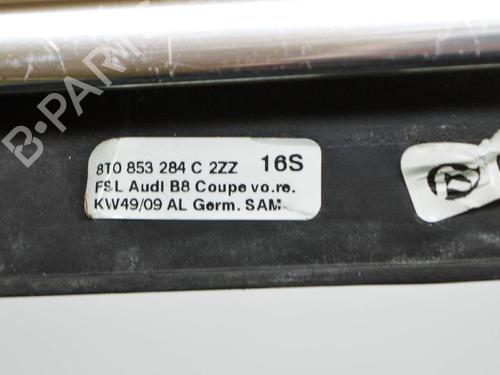 B-PARTS
8T0 853 284 C 2ZZ 16S
FSL Audi B8 Coupe vo.re.
KW49/09 AL Germ. SAM